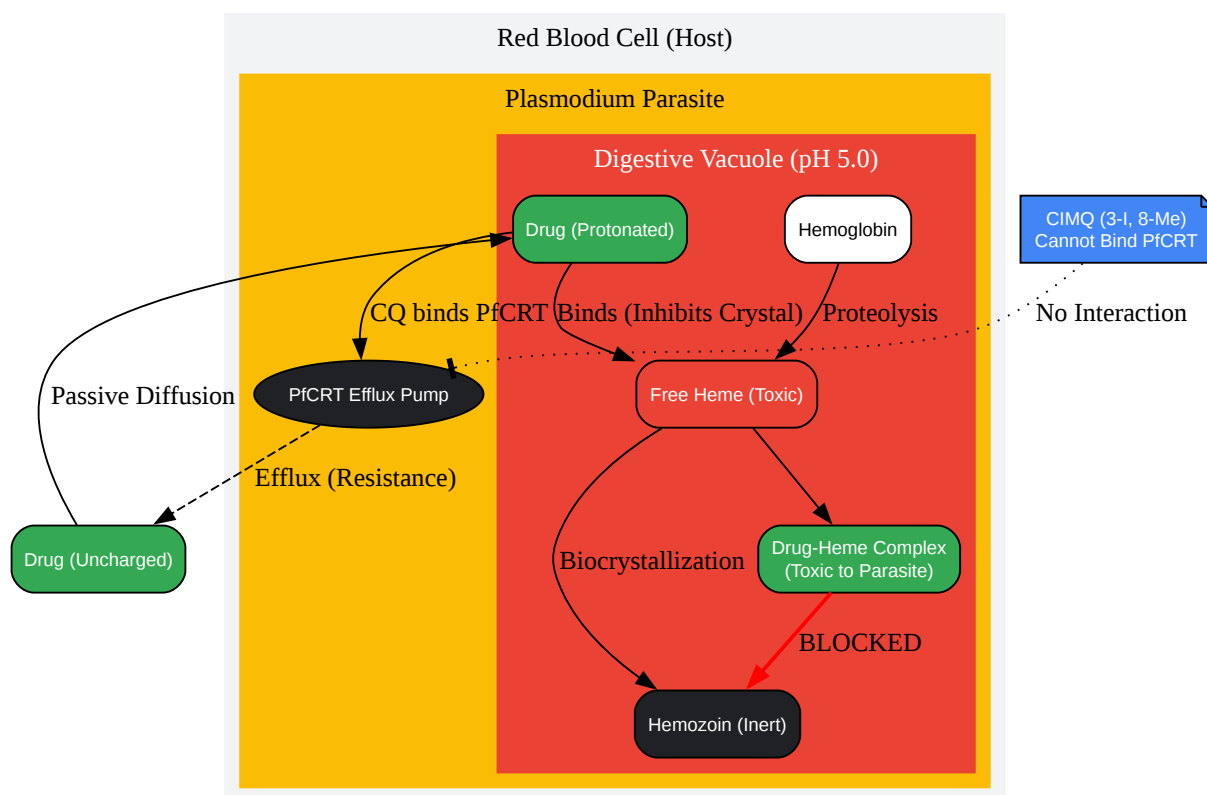 Red Blood Cell (Host)
Plasmodium Parasite
Digestive Vacuole (pH 5.0)
Drug (Protonated)
Hemoglobin
CIMQ (3-I, 8-Me)
Cannot Bind PfCRT
CQ binds PfCRT
Binds (Inhibits Crystal)
Proteolysis
No Interaction
Passive Diffusion
PfCRT Efflux Pump
Free Heme (Toxic)
Efflux (Resistance)
Drug (Uncharged)
Biocrystallization
Drug-Heme Complex
(Toxic to Parasite)
BLOCKED
Hemozoin (Inert)